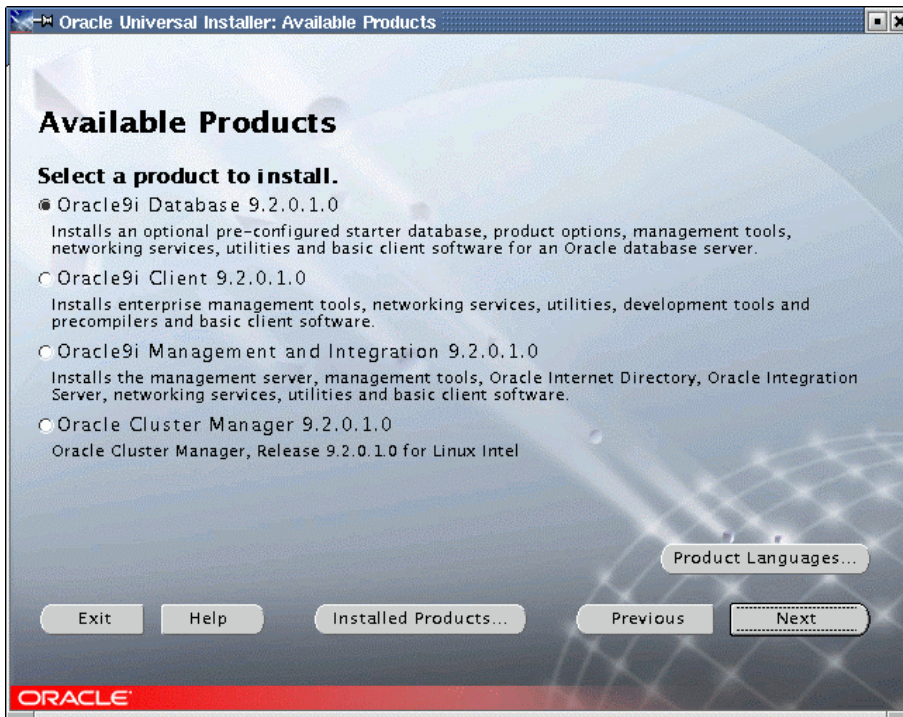 Oracle Universal Installer: Available Products
Available Products
Select a product to install.
Oracle9i Database 9.2.0.1.0
Installs an optional pre-configured starter database, product options, management tools,
networking services, utilities and basic client software for an Oracle database server.
Oracle9i Client 9.2.0.1.0
Installs enterprise management tools, networking services, utilities, development tools and
precompilers and basic client software.
Oracle9i Management and Integration 9.2.0.1.0
Installs the management server, management tools, Oracle Internet Directory, Oracle Integration
Server, networking services, utilities and basic client software.
Oracle Cluster Manager 9.2.0.1.0
Oracle Cluster Manager, Release 9.2.0.1.0 for Linux Intel
Product Languages...
Exit Help Installed Products... Previous Next
ORACLE